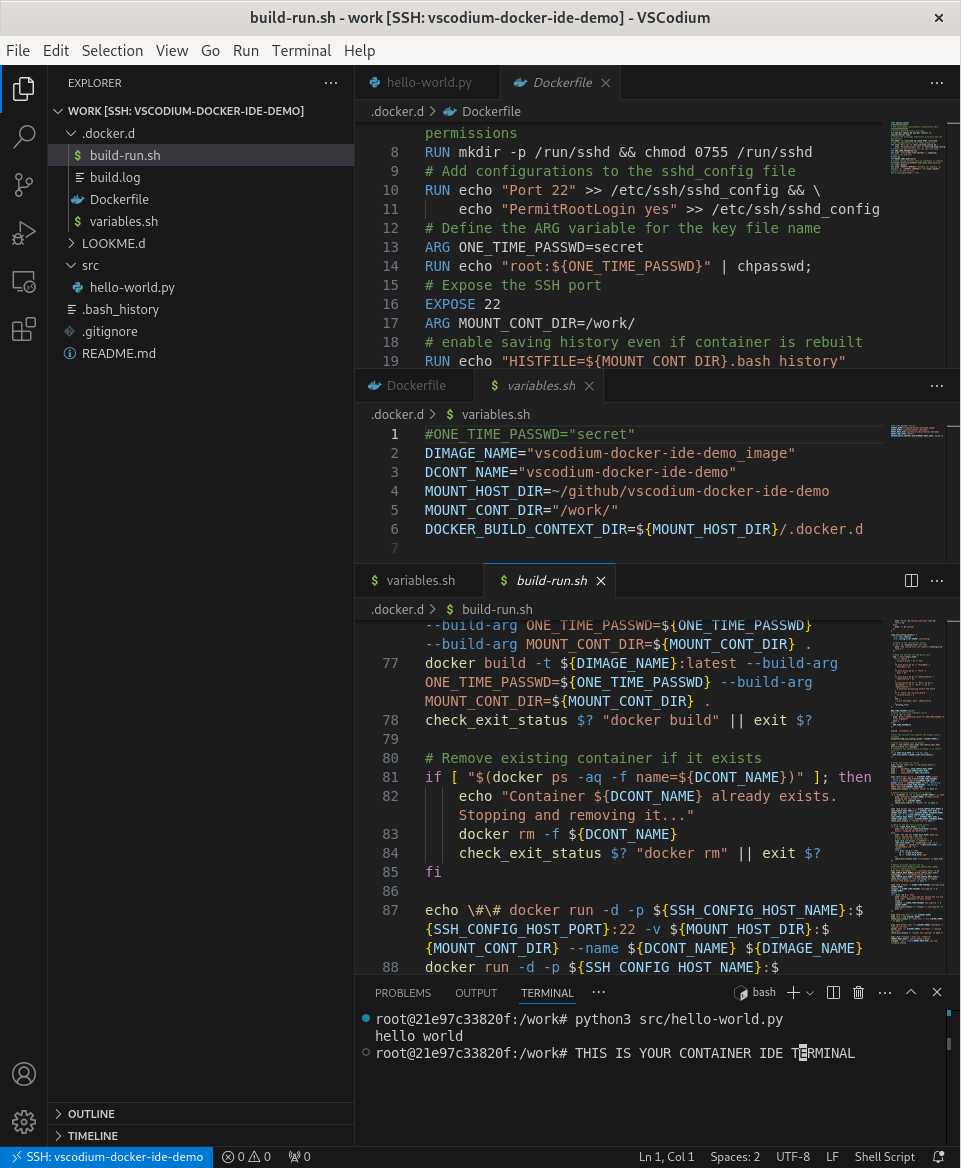 build-run.sh - work [SSH: vscodium-docker-ide-demo] - VSCodium
File Edit Selection View Go Run Terminal Help
EXPLORER
WORK [SSH: VSCODIUM-DOCKER-IDE-DEMO]
.docker.d
$ build-run.sh
build.log
Dockerfile
$ variables.sh
LOOKME.d
src
hello-world.py
.bash_history
.gitignore
README.md
OUTLINE
TIMELINE
hello-world.py Dockerfile
.docker.d > Dockerfile
permissions
8 RUN mkdir -p /run/sshd && chmod 0755 /run/sshd
9 # Add configurations to the sshd_config file
10 RUN echo "Port 22" >> /etc/ssh/sshd_config && \
11 echo "PermitRootLogin yes" >> /etc/ssh/sshd_config
12 # Define the ARG variable for the key file name
13 ARG ONE_TIME_PASSWD=secret
14 RUN echo "root:${ONE_TIME_PASSWD}" | chpasswd;
15 # Expose the SSH port
16 EXPOSE 22
17 ARG MOUNT_CONT_DIR=/work/
18 # enable saving history even if container is rebuilt
19 RUN echo "HISTFILE=${MOUNT_CONT_DIR}.bash_history"
Dockerfile $ variables.sh
.docker.d > $ variables.sh
1 #ONE_TIME_PASSWD="secret"
2 DIMAGE_NAME="vscodium-docker-ide-demo_image"
3 DCONT_NAME="vscodium-docker-ide-demo"
4 MOUNT_HOST_DIR=~/github/vscodium-docker-ide-demo
5 MOUNT_CONT_DIR="/work/"
6 DOCKER_BUILD_CONTEXT_DIR=${MOUNT_HOST_DIR}/.docker.d
7
$ variables.sh $ build-run.sh
.docker.d > $ build-run.sh
--build-arg ONE_TIME_PASSWD=${ONE_TIME_PASSWD}
--build-arg MOUNT_CONT_DIR=${MOUNT_CONT_DIR} .
77 docker build -t ${DIMAGE_NAME}:latest --build-arg
ONE_TIME_PASSWD=${ONE_TIME_PASSWD} --build-arg
MOUNT_CONT_DIR=${MOUNT_CONT_DIR} .
78 check_exit_status $? "docker build" || exit $?
79
80 # Remove existing container if it exists
81 if [ "$(docker ps -aq -f name=${DCONT_NAME})" ]; then
82 echo "Container ${DCONT_NAME} already exists.
Stopping and removing it..."
83 docker rm -f ${DCONT_NAME}
84 check_exit_status $? "docker rm" || exit $?
85 fi
86
87 echo \#\# docker run -d -p ${SSH_CONFIG_HOST_NAME}:$
{SSH_CONFIG_HOST_PORT}:22 -v ${MOUNT_HOST_DIR}:$
{MOUNT_CONT_DIR} --name ${DCONT_NAME} ${DIMAGE_NAME}
88 docker run -d -p ${SSH_CONFIG_HOST_NAME}:$
PROBLEMS OUTPUT TERMINAL ··· bash
root@21e97c33820f:/work# python3 src/hello-world.py
hello world
root@21e97c33820f:/work# THIS IS YOUR CONTAINER IDE TERMINAL
SSH: vscodium-docker-ide-demo 0 0 0 Ln 1, Col 1 Spaces: 2 UTF-8 LF Shell Script